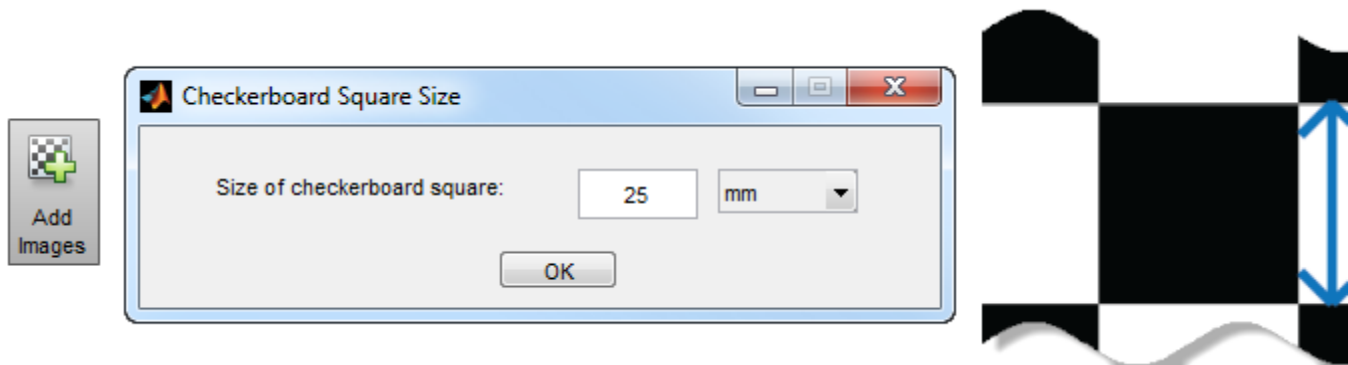 Add
Images
Checkerboard Square Size
Size of checkerboard square:
25
mm
OK